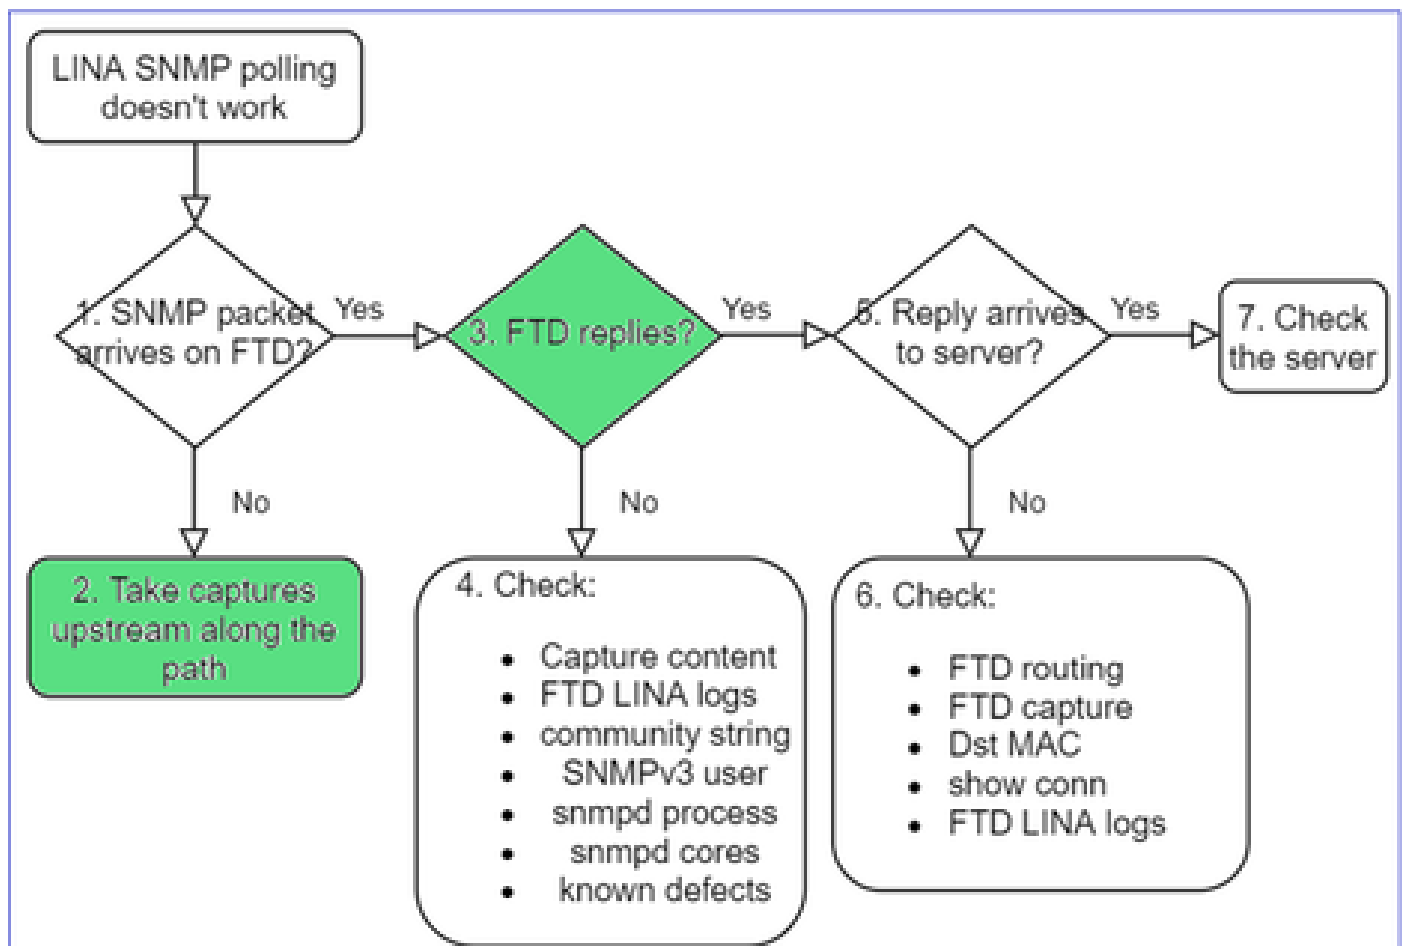 LINA SNMP polling
doesn't work
1. SNMP packet
arrives on FTD?
Yes
3. FTD replies?
Yes
5. Reply arrives
to server?
Yes
7. Check
the server
No
No
No
2. Take captures
upstream along the
path
4. Check:
• Capture content
• FTD LINA logs
• community string
• SNMPv3 user
• snmpd process
• snmpd cores
• known defects
6. Check:
• FTD routing
• FTD capture
• Dst MAC
• show conn
• FTD LINA logs